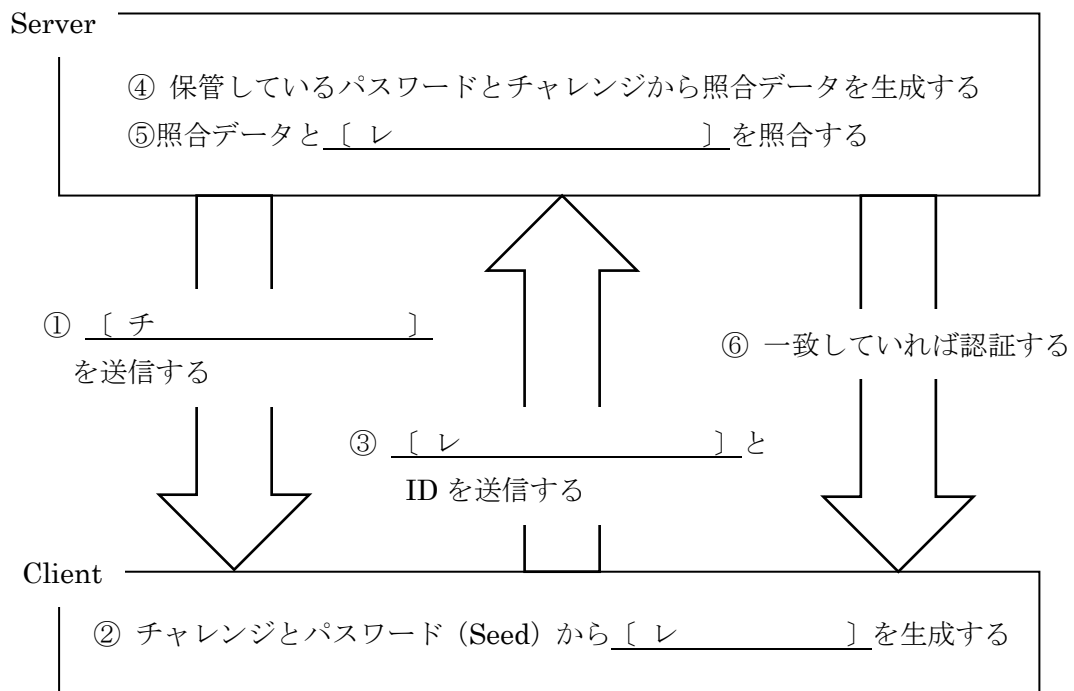 Server
④ 保管しているパスワードとチャレンジから照合データを生成する
⑤照合データと〔 レ 〕を照合する
① 〔 チ 〕
を送信する
⑥ 一致していれば認証する
③ 〔 レ 〕と
ID を送信する
Client
② チャレンジとパスワード (Seed) から〔 レ 〕を生成する